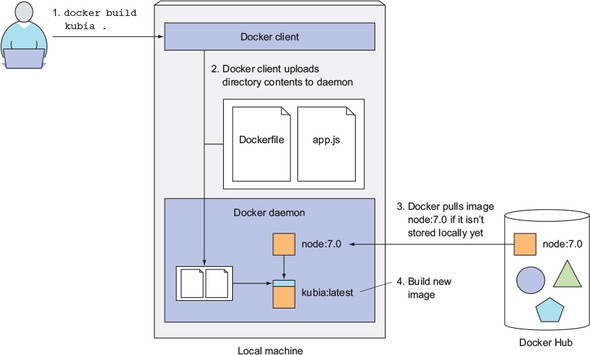 1. docker build
kubia .
Docker client
2. Docker client uploads
directory contents to daemon
Dockerfile
app.js
Docker daemon
3. Docker pulls image
node:7.0 if it isn't
stored locally yet
node:7.0
node:7.0
kubia:latest
4. Build new
image
Local machine
Docker Hub